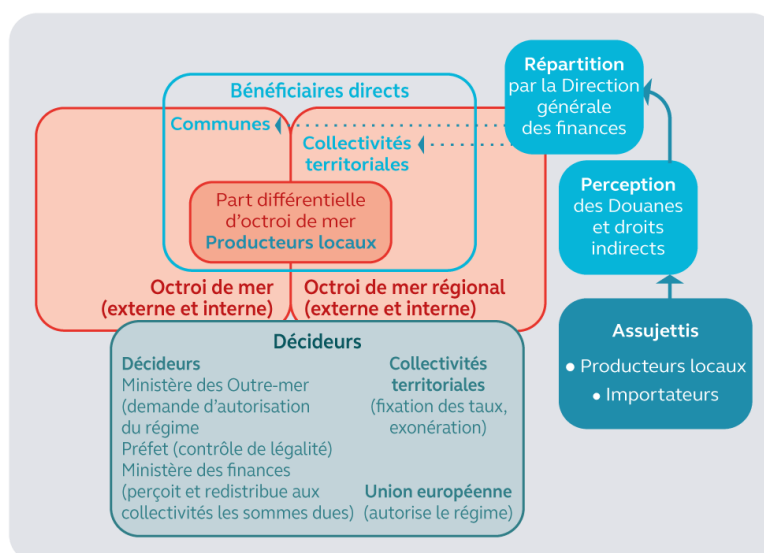 Bénéficiaires directs
Communes
Collectivités
territoriales
Part différentielle
d'octroi de mer
Producteurs locaux
Octroi de mer
(externe et interne)
Octroi de mer régional
(externe et interne)
Répartition
par la Direction
générale
des finances
Perception
des Douanes
et droits
indirects
Assujettis
• Producteurs locaux
• Importateurs
Décideurs
Décideurs
Ministère des Outre-mer
(demande d'autorisation
du régime
Préfet (contrôle de légalité)
Ministère des finances
(perçoit et redistribue aux
collectivités les sommes dues)
Collectivités
territoriales
(fixation des taux,
exonération)
Union européenne
(autorise le régime)